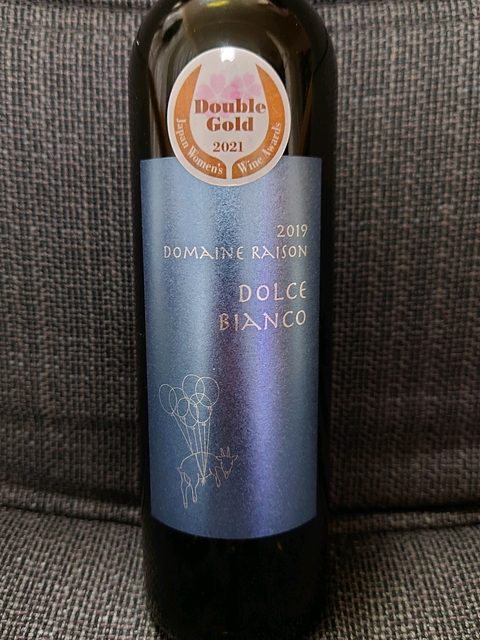 Double
Gold
2021
Japan Women's Wine Awards
2019
DOMAINE RAISON
DOLCE
BIANCO